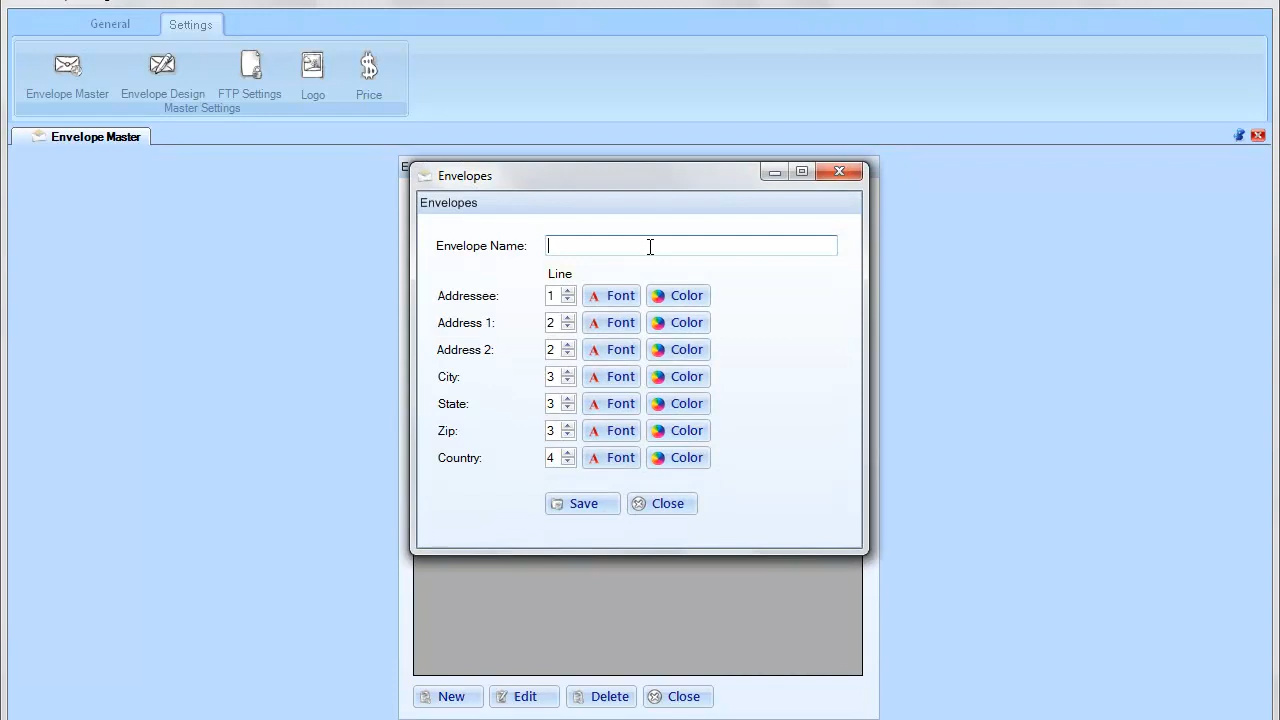 General Settings
Envelope Master Envelope Design FTP Settings Logo Price
Master Settings
Envelope Master
Envelopes
Envelopes
Envelope Name:
Line
Addressee: 1 Font Color
Address 1: 2 Font Color
Address 2: 2 Font Color
City: 3 Font Color
State: 3 Font Color
Zip: 3 Font Color
Country: 4 Font Color
Save Close
New Edit Delete Close